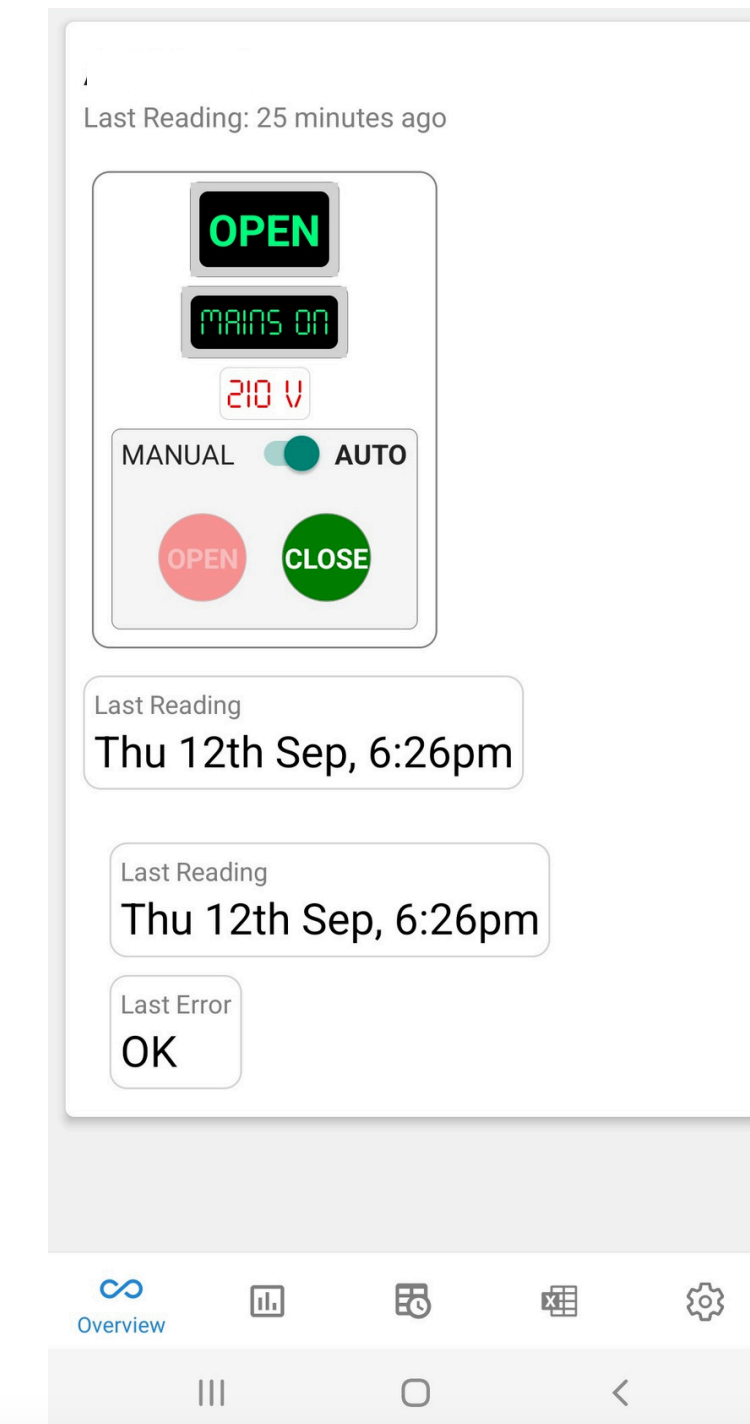 Last Reading: 25 minutes ago
OPEN
MAINS ON
210 V
MANUAL AUTO
OPEN CLOSE
Last Reading
Thu 12th Sep, 6:26pm
Last Reading
Thu 12th Sep, 6:26pm
Last Error
OK
Overview